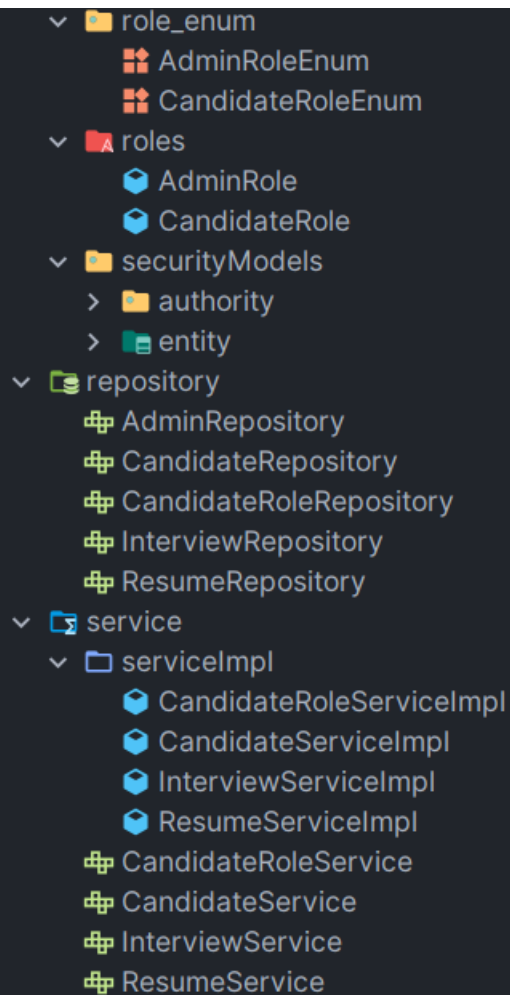 role_enum
AdminRoleEnum
CandidateRoleEnum
roles
AdminRole
CandidateRole
securityModels
authority
entity
repository
AdminRepository
CandidateRepository
CandidateRoleRepository
InterviewRepository
ResumeRepository
service
serviceImpl
CandidateRoleServiceImpl
CandidateServiceImpl
InterviewServiceImpl
ResumeServiceImpl
CandidateRoleService
CandidateService
InterviewService
ResumeService